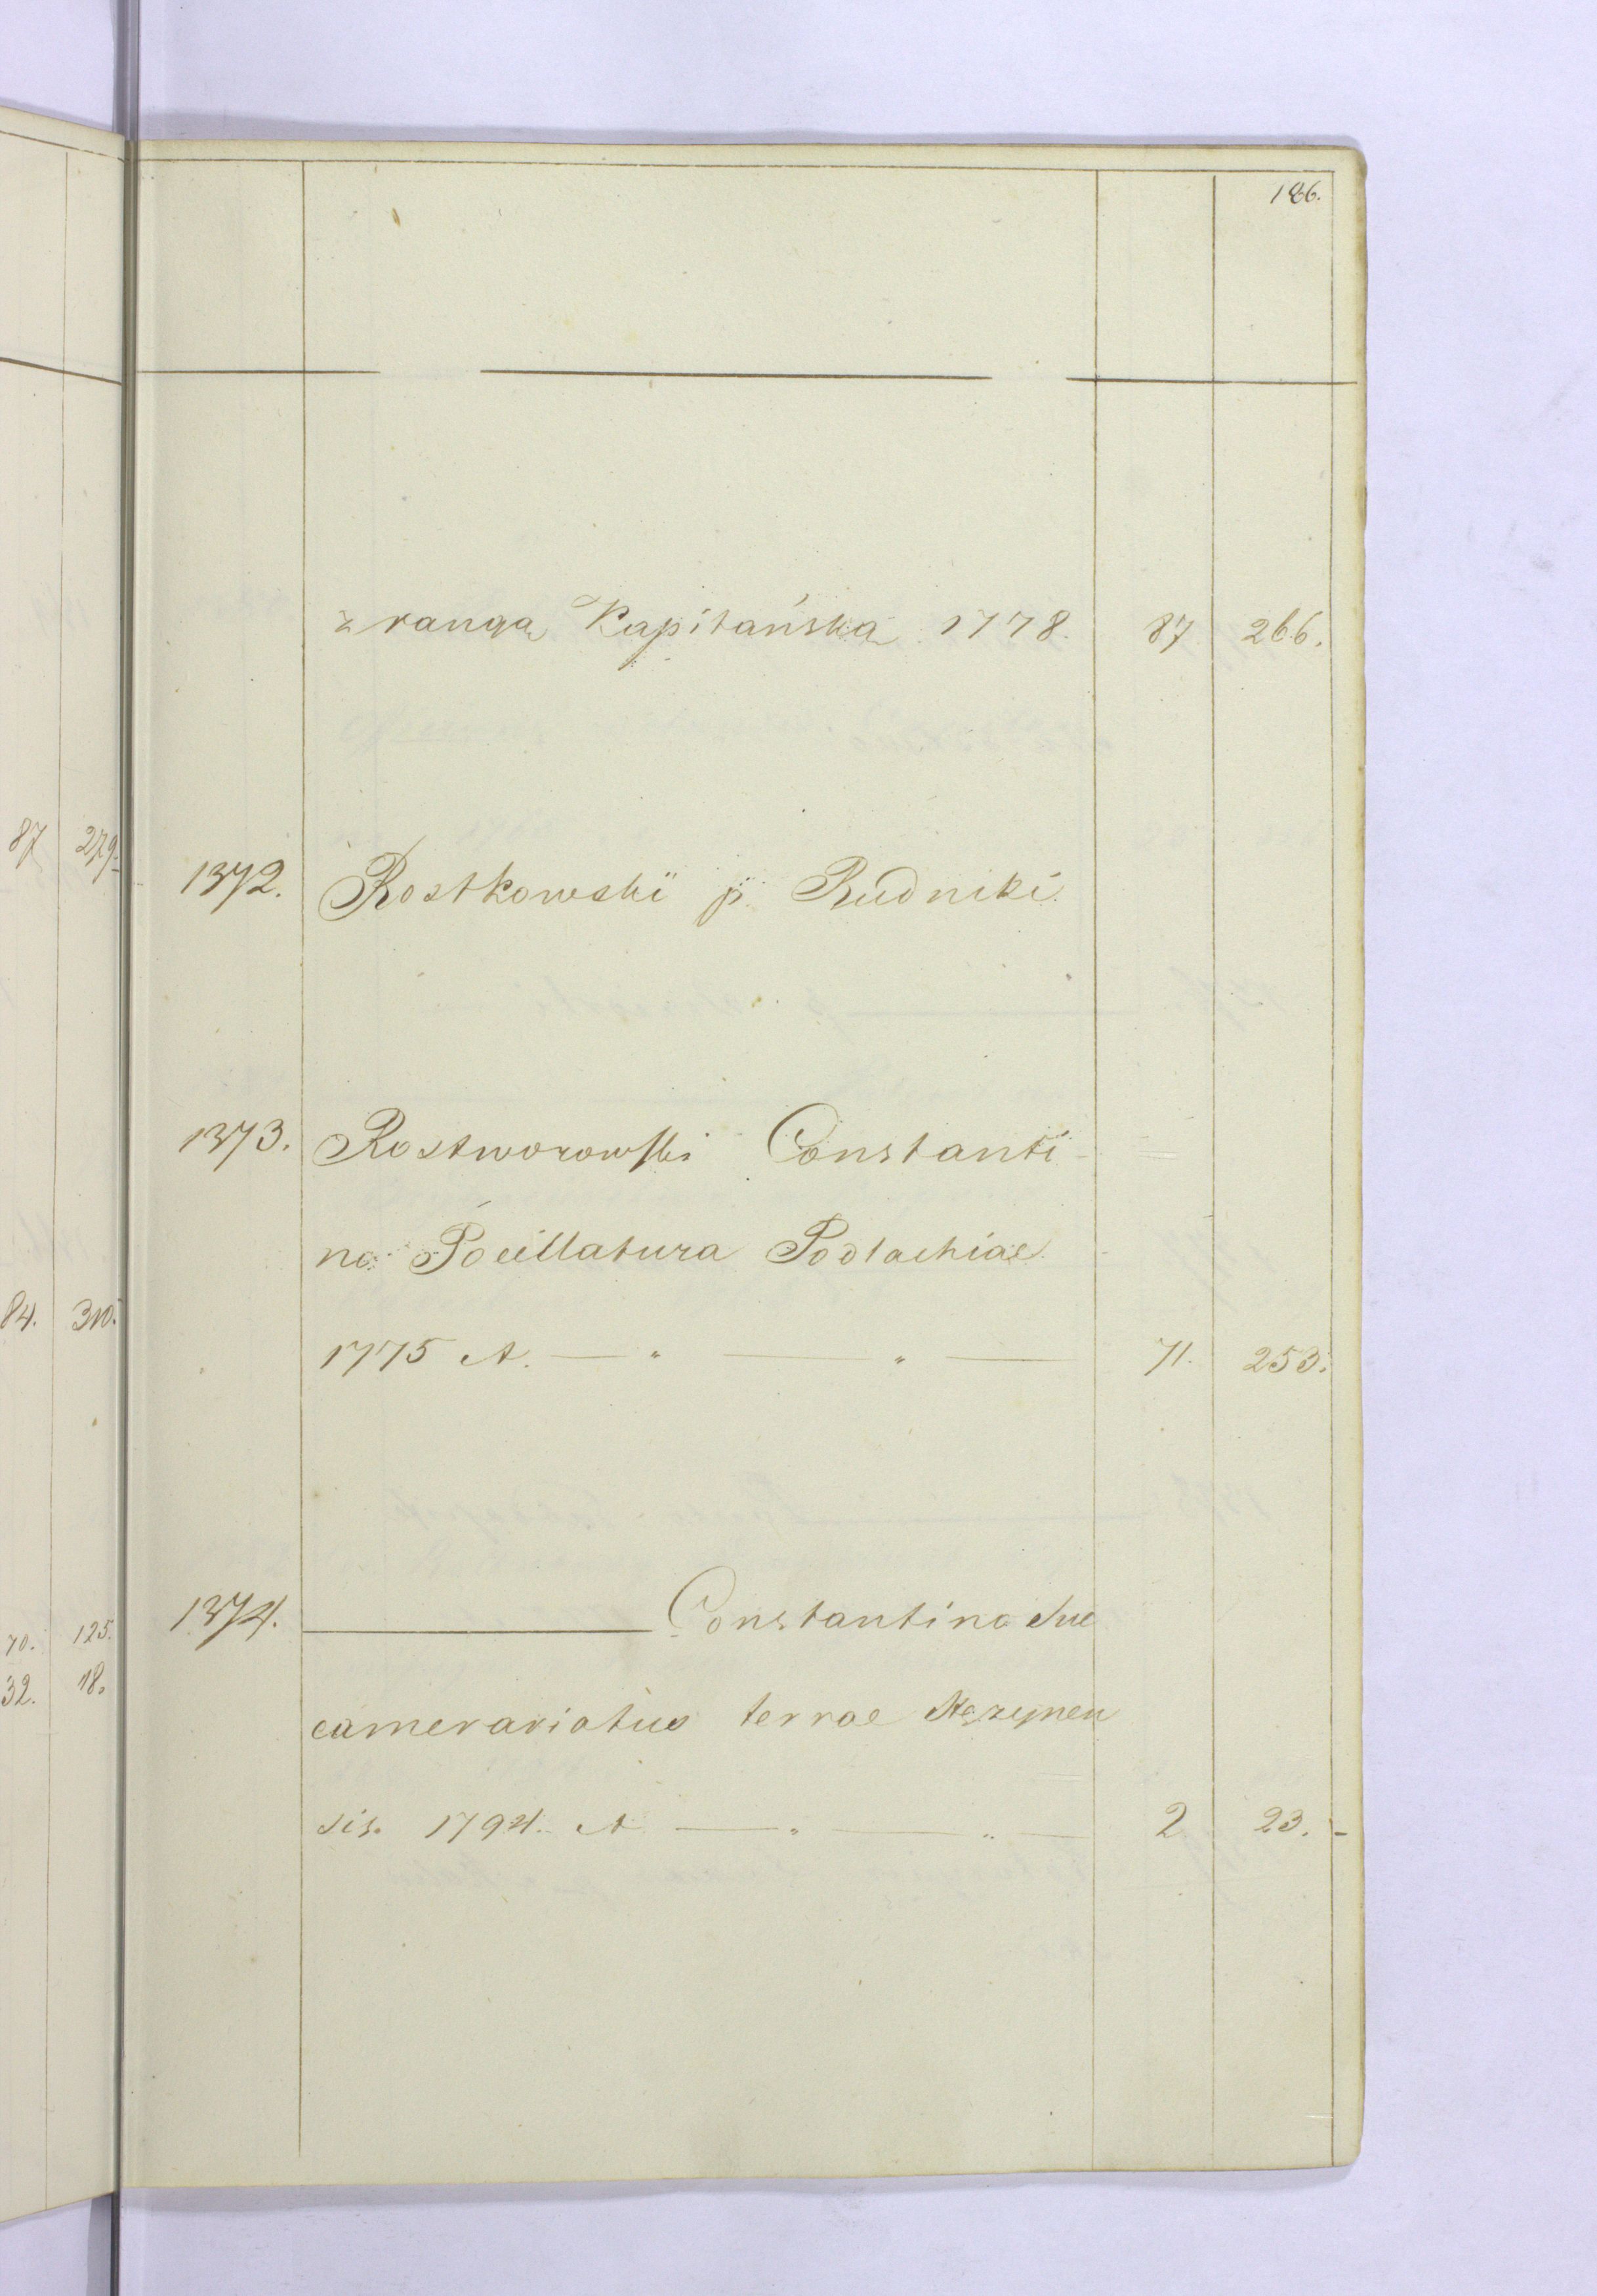 186.
z rangą Kapitańską 1778. 87 266.
87 279.
1372. Rostkowski p. Rudniki.
1373. Rostworowski Constanti-
no Pocillatura Podlachiae.
84. 310.
1775 A. — " — " — 71. 253.
1374. ——— Constantino Suc
70. 125.
32. 18.
camerariatus terrae
sis. 1794. A — " — " — 2 23.